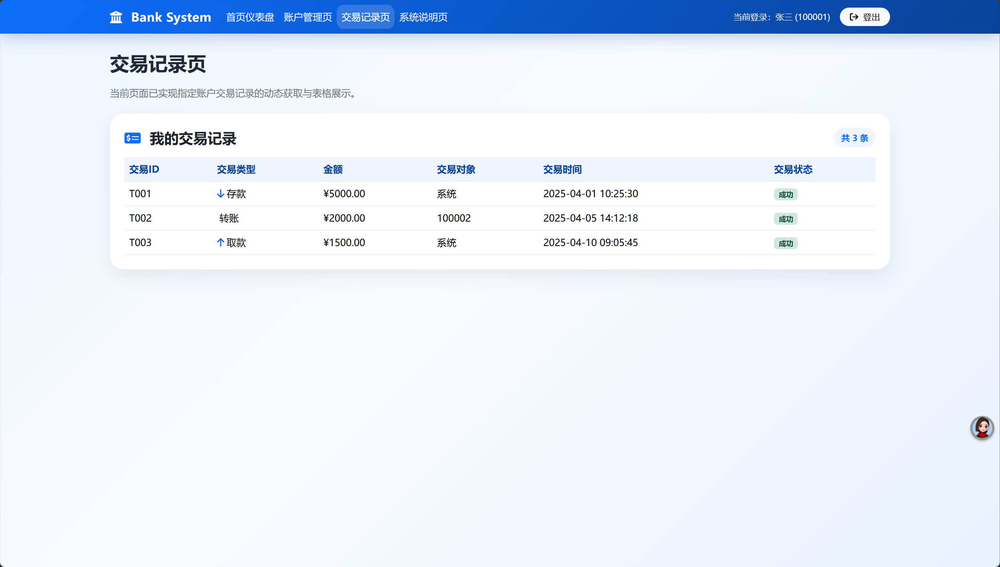 Bank System 首页仪表盘 账户管理页 交易记录页 系统说明页 当前登录：张三 (100001) 登出
交易记录页
当前页面已实现指定账户交易记录的动态获取与表格展示。
我的交易记录 共 3 条
交易ID 交易类型 金额 交易对象 交易时间 交易状态
T001 存款 ¥5000.00 系统 2025-04-01 10:25:30 成功
T002 转账 ¥2000.00 100002 2025-04-05 14:12:18 成功
T003 取款 ¥1500.00 系统 2025-04-10 09:05:45 成功